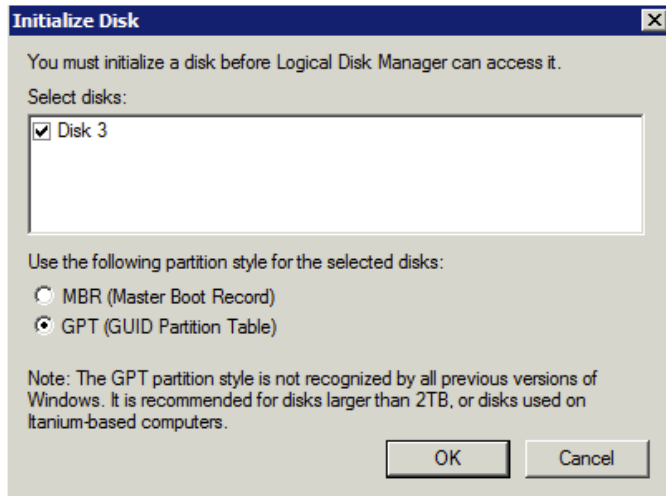 Initialize Disk
You must initialize a disk before Logical Disk Manager can access it.
Select disks:
Disk 3
Use the following partition style for the selected disks:
MBR (Master Boot Record)
GPT (GUID Partition Table)
Note: The GPT partition style is not recognized by all previous versions of
Windows. It is recommended for disks larger than 2TB, or disks used on
Itanium-based computers.
OK Cancel